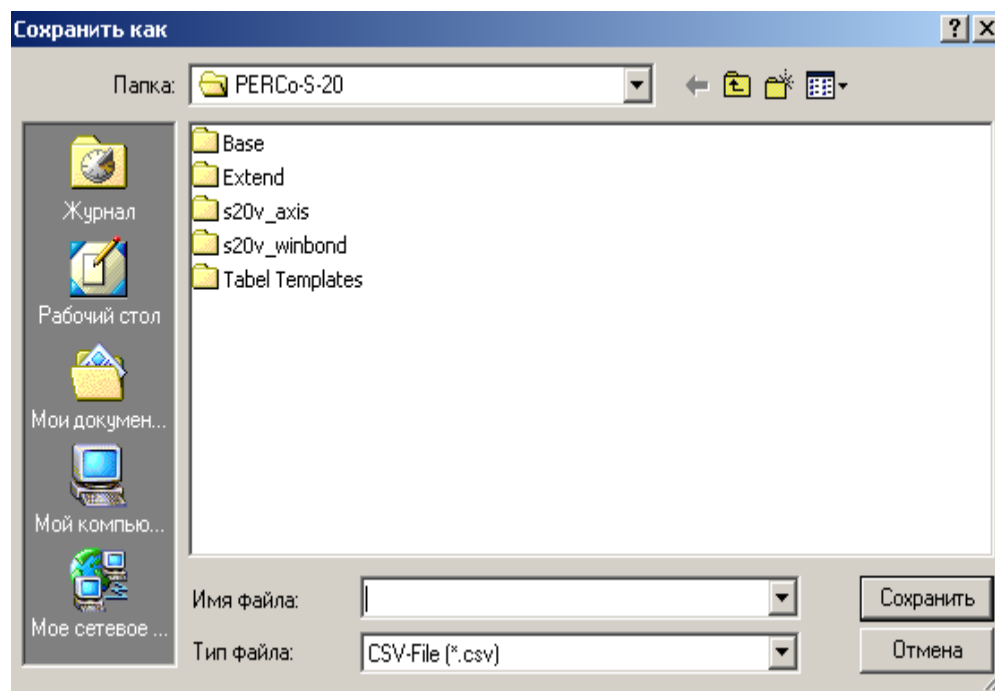 Сохранить как
Папка: PERCo-S-20
Base
Extend
s20v_axis
s20v_winbond
Tabel Templates
Журнал
Рабочий стол
Мои докумен...
Мой компью...
Мое сетевое ...
Имя файла:
Сохранить
Тип файла: CSV-File (*.csv)
Отмена